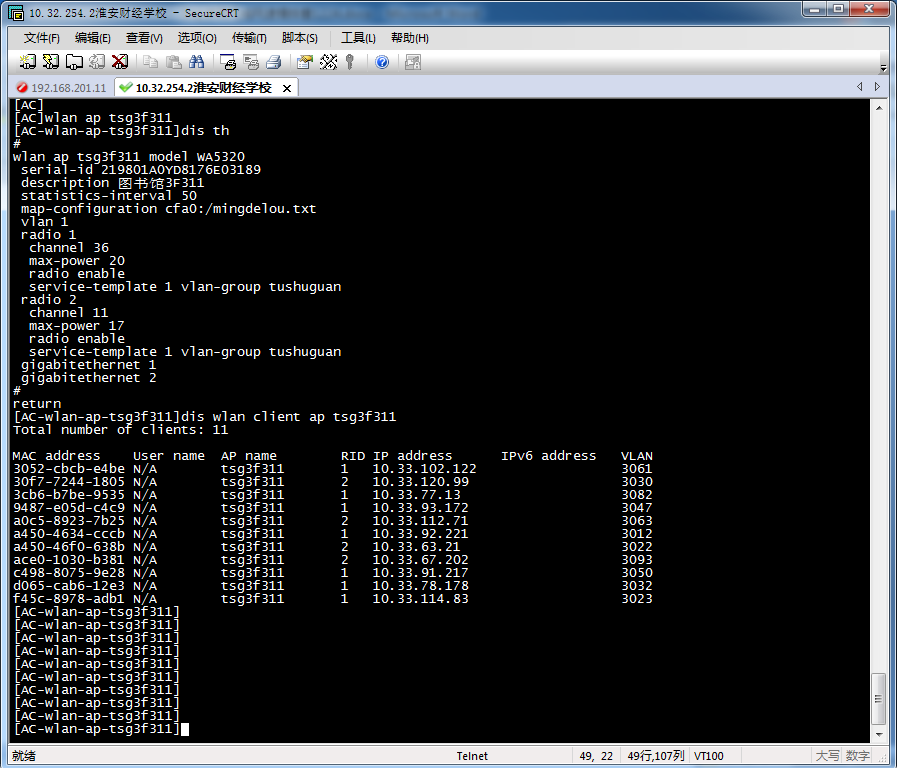 10.32.254.2淮安财经学校 - SecureCRT
文件(F) 编辑(E) 查看(V) 选项(O) 传输(T) 脚本(S) 工具(L) 帮助(H)
192.168.201.11 10.32.254.2淮安财经学校
[AC]
[AC]wlan ap tsg3f311
[AC-wlan-ap-tsg3f311]dis th
#
wlan ap tsg3f311 model WA5320
serial-id 219801A0YD8176E03189
description 图书馆3F311
statistics-interval 50
map-configuration cfa0:/mingdelou.txt
vlan 1
radio 1
channel 36
max-power 20
radio enable
service-template 1 vlan-group tushuguan
radio 2
channel 11
max-power 17
radio enable
service-template 1 vlan-group tushuguan
gigabitethernet 1
gigabitethernet 2
#
return
[AC-wlan-ap-tsg3f311]dis wlan client ap tsg3f311
Total number of clients: 11
MAC address User name AP name RID IP address IPv6 address VLAN
3052-cbcb-e4be N/A tsg3f311 1 10.33.102.122 3061
30f7-7244-1805 N/A tsg3f311 2 10.33.120.99 3030
3cb6-b7be-9535 N/A tsg3f311 1 10.33.77.13 3082
9487-e05d-c4c9 N/A tsg3f311 1 10.33.93.172 3047
a0c5-8923-7b25 N/A tsg3f311 2 10.33.112.71 3063
a450-4634-cccb N/A tsg3f311 1 10.33.92.221 3012
a450-46f0-638b N/A tsg3f311 2 10.33.63.21 3022
ace0-1030-b381 N/A tsg3f311 2 10.33.67.202 3093
c498-8075-9e28 N/A tsg3f311 1 10.33.91.217 3050
d065-cab6-12e3 N/A tsg3f311 1 10.33.78.178 3032
f45c-8978-adb1 N/A tsg3f311 1 10.33.114.83 3023
[AC-wlan-ap-tsg3f311]
[AC-wlan-ap-tsg3f311]
[AC-wlan-ap-tsg3f311]
[AC-wlan-ap-tsg3f311]
[AC-wlan-ap-tsg3f311]
[AC-wlan-ap-tsg3f311]
[AC-wlan-ap-tsg3f311]
[AC-wlan-ap-tsg3f311]
[AC-wlan-ap-tsg3f311]
[AC-wlan-ap-tsg3f311]
就绪 Telnet 49, 22 49行,107列 VT100 大写 数字